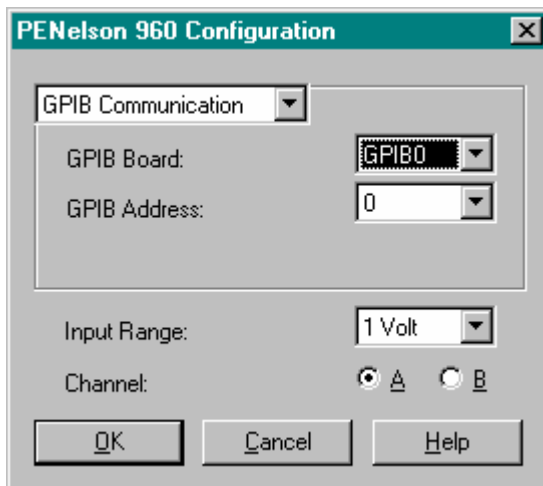 PENelson 960 Configuration
GPIB Communication
GPIB Board: GPIB0
GPIB Address: 0
Input Range: 1 Volt
Channel: A B
OK Cancel Help